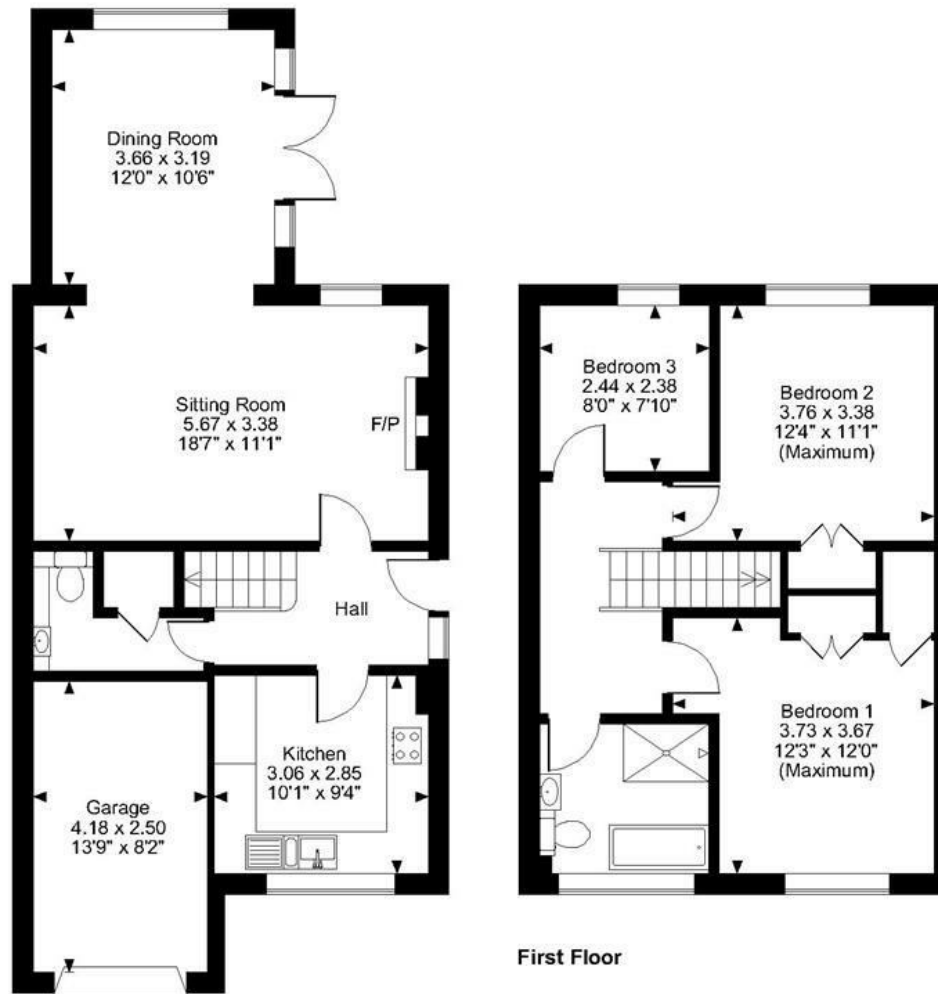 Dining Room
3.66 x 3.19
12'0" x 10'6"
Sitting Room
5.67 x 3.38
18'7" x 11'1"
F/P
Hall
Kitchen
3.06 x 2.85
10'1" x 9'4"
Garage
4.18 x 2.50
13'9" x 8'2"
Bedroom 3
2.44 x 2.38
8'0" x 7'10"
Bedroom 2
3.76 x 3.38
12'4" x 11'1"
(Maximum)
Bedroom 1
3.73 x 3.67
12'3" x 12'0"
(Maximum)
First Floor